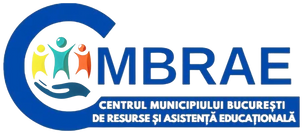 CMBRAE
CENTRUL MUNICIPIULUI BUCUREȘTI
DE RESURSE ȘI ASISTENȚĂ EDUCAȚIONALĂ